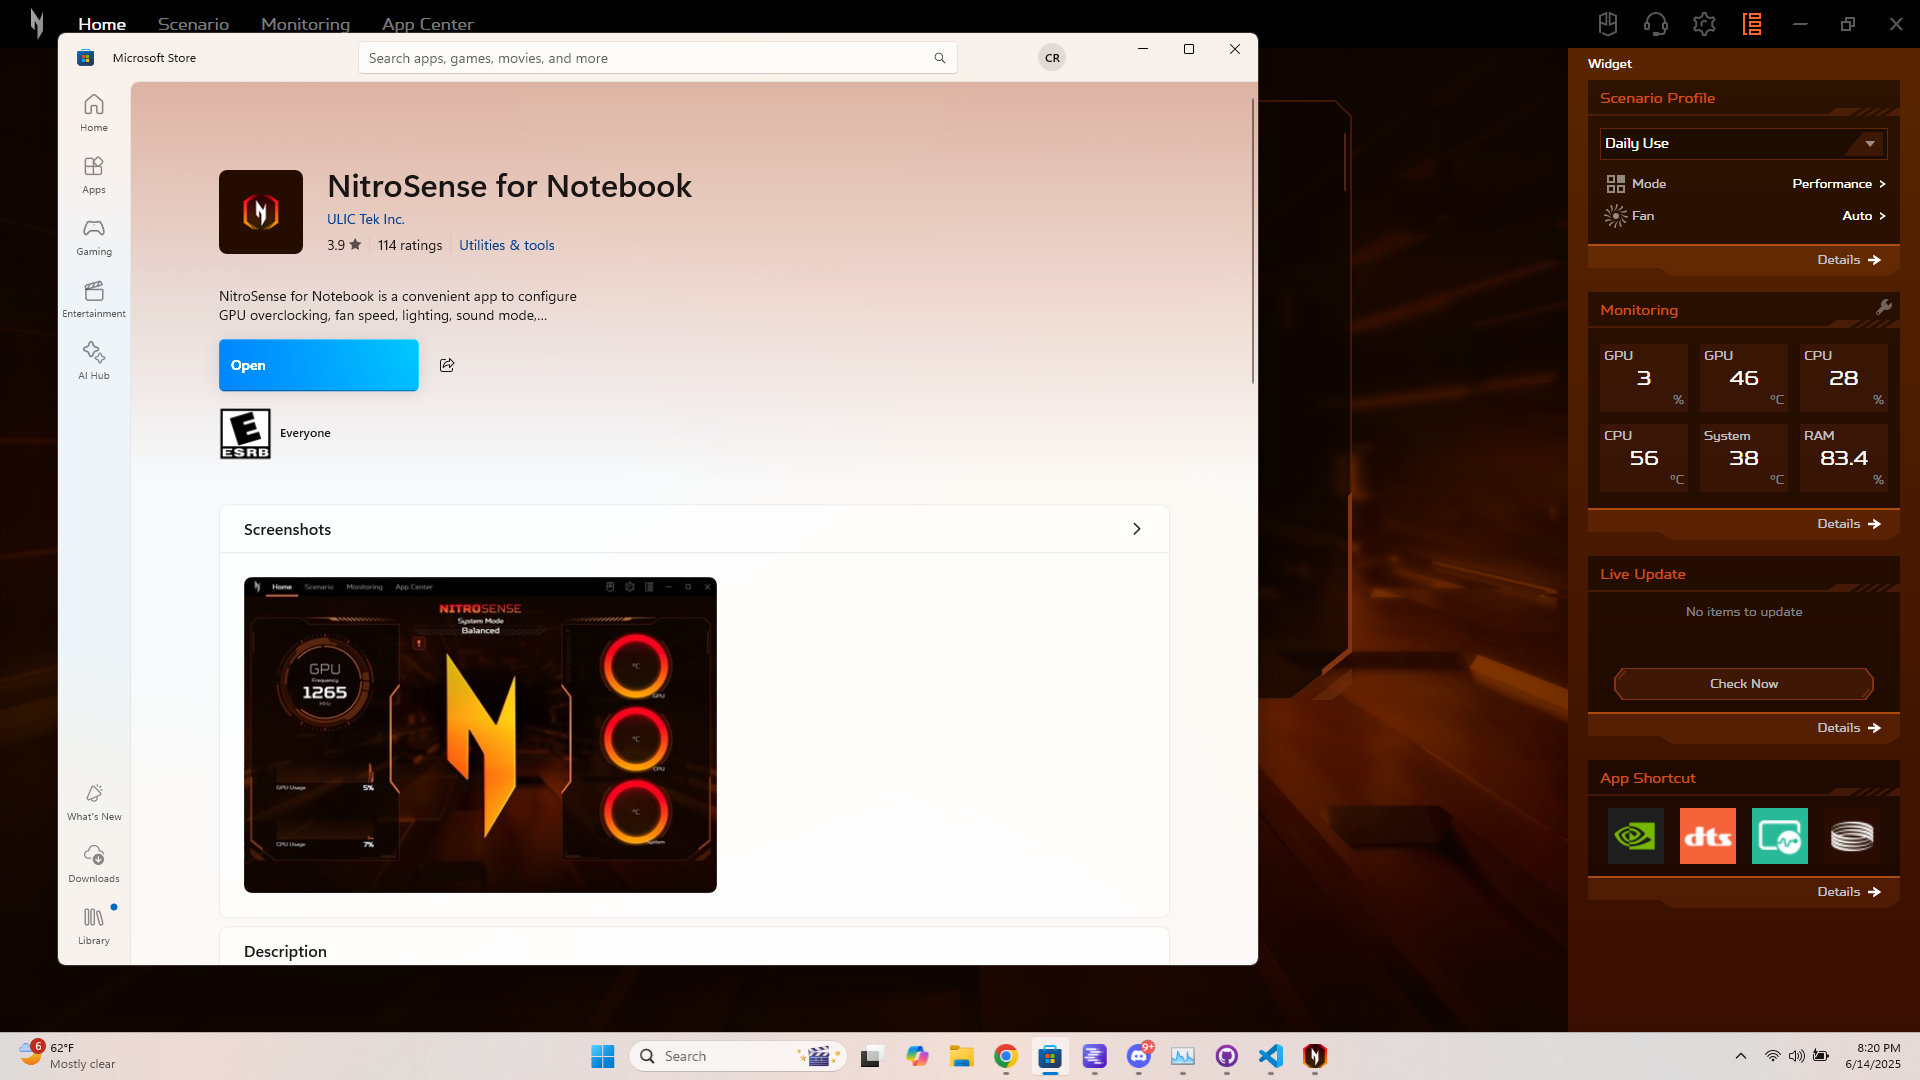 Home
Scenario
Monitoring
App Center
Microsoft Store
Search apps, games, movies, and more
CR
Home
Apps
Gaming
Entertainment
AI Hub
What's New
Downloads
Library
NitroSense for Notebook
ULIC Tek Inc.
3.9 ★ 114 ratings Utilities & tools
NitroSense for Notebook is a convenient app to configure
GPU overclocking, fan speed, lighting, sound mode,...
Open
E
ESRB
Everyone
Screenshots
Home Scenario Monitoring App Center
NITROSENSE
System Mode
Balanced
GPU
Frequency
1265
MHz
GPU Usage 5%
CPU Usage 7%
°C
GPU
°C
CPU
°C
System
Description
Widget
Scenario Profile
Daily Use
Mode Performance >
Fan Auto >
Details
Monitoring
GPU
3
%
GPU
46
°C
CPU
28
%
CPU
56
°C
System
38
°C
RAM
83.4
%
Details
Live Update
No items to update
Check Now
Details
App Shortcut
dts
Details
6
62°F
Mostly clear
Search
9+
8:20 PM
6/14/2025